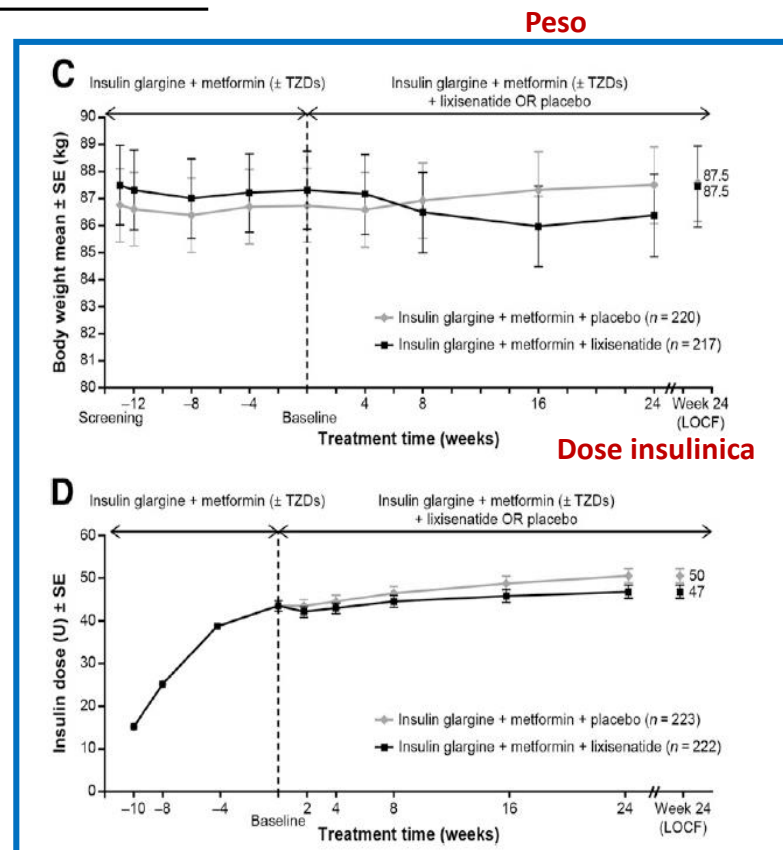 Peso
C
Insulin glargine + metformin (± TZDs)
Insulin glargine + metformin (± TZDs)
+ lixisenatide OR placebo
Body weight mean ± SE (kg)
90
89
88
87
86
85
84
83
82
81
80
87.5
87.5
Insulin glargine + metformin + placebo (n = 220)
Insulin glargine + metformin + lixisenatide (n = 217)
–12 –8 –4 4 8 16 24 Week 24
Screening Baseline (LOCF)
Treatment time (weeks)
Dose insulinica
D
Insulin glargine + metformin (± TZDs)
Insulin glargine + metformin (± TZDs)
+ lixisenatide OR placebo
Insulin dose (U) ± SE
60
50
40
30
20
10
0
50
47
Insulin glargine + metformin + placebo (n = 223)
Insulin glargine + metformin + lixisenatide (n = 222)
–10 –8 –4 2 4 8 16 24 Week 24
Baseline (LOCF)
Treatment time (weeks)